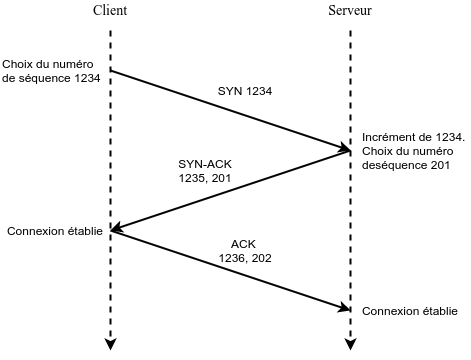 Client
Serveur
Choix du numéro
de séquence 1234
SYN 1234
Incrément de 1234.
Choix du numéro
deséquence 201
SYN-ACK
1235, 201
Connexion établie
ACK
1236, 202
Connexion établie